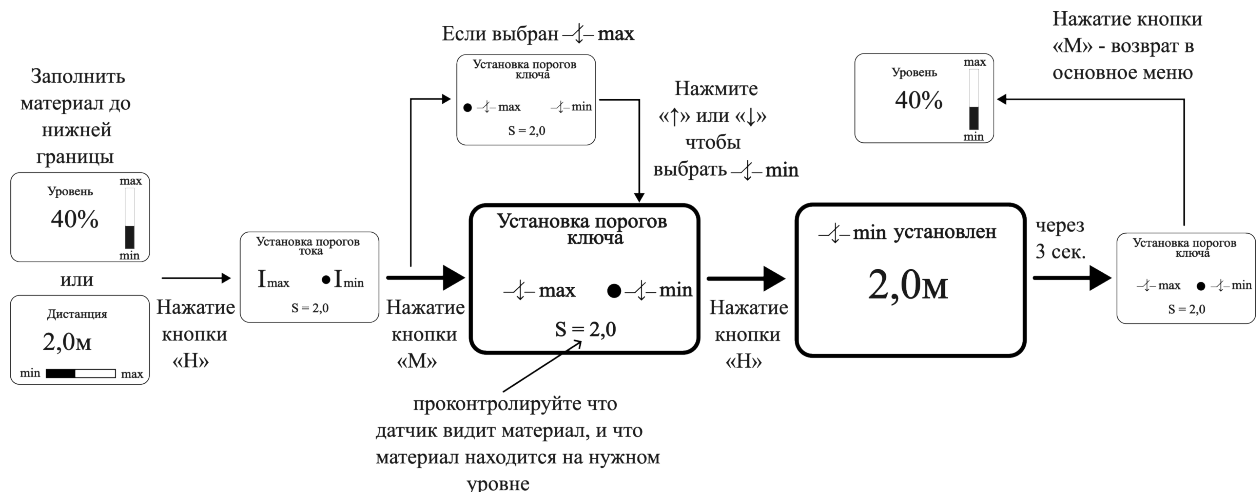 Заполнить
материал до
нижней
границы
Уровень
40%
max
min
или
Дистанция
2,0м
min max
Нажатие
кнопки
«Н»
Установка порогов
тока
Imax Imin
S = 2,0
Нажатие
кнопки
«М»
Если выбран max
Установка порогов
ключа
max min
S = 2,0
Нажмите
«↑» или «↓»
чтобы
выбрать min
Установка порогов
ключа
max min
S = 2,0
проконтролируйте что
датчик видит материал, и что
материал находится на нужном
уровне
Нажатие
кнопки
«Н»
min установлен
2,0м
через
3 сек.
Установка порогов
ключа
max min
S = 2,0
Нажатие кнопки
«М» - возврат в
основное меню
Уровень
40%
max
min